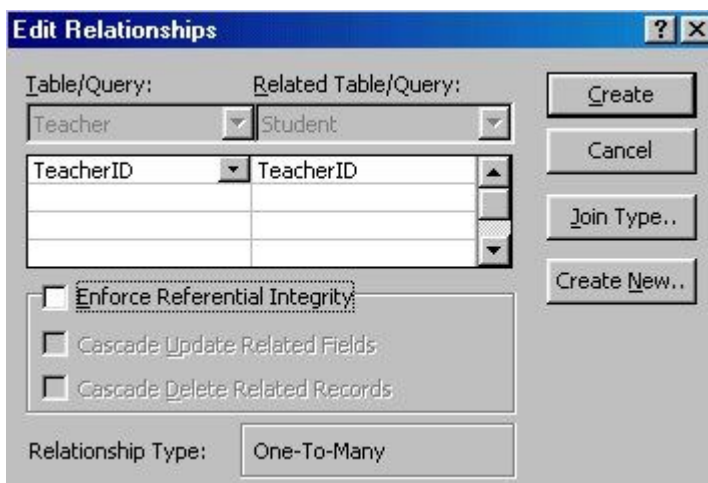 Edit Relationships
Table/Query: Related Table/Query:
Teacher Student
Create
TeacherID TeacherID
Cancel
Join Type..
Create New..
Enforce Referential Integrity
Cascade Update Related Fields
Cascade Delete Related Records
Relationship Type: One-To-Many